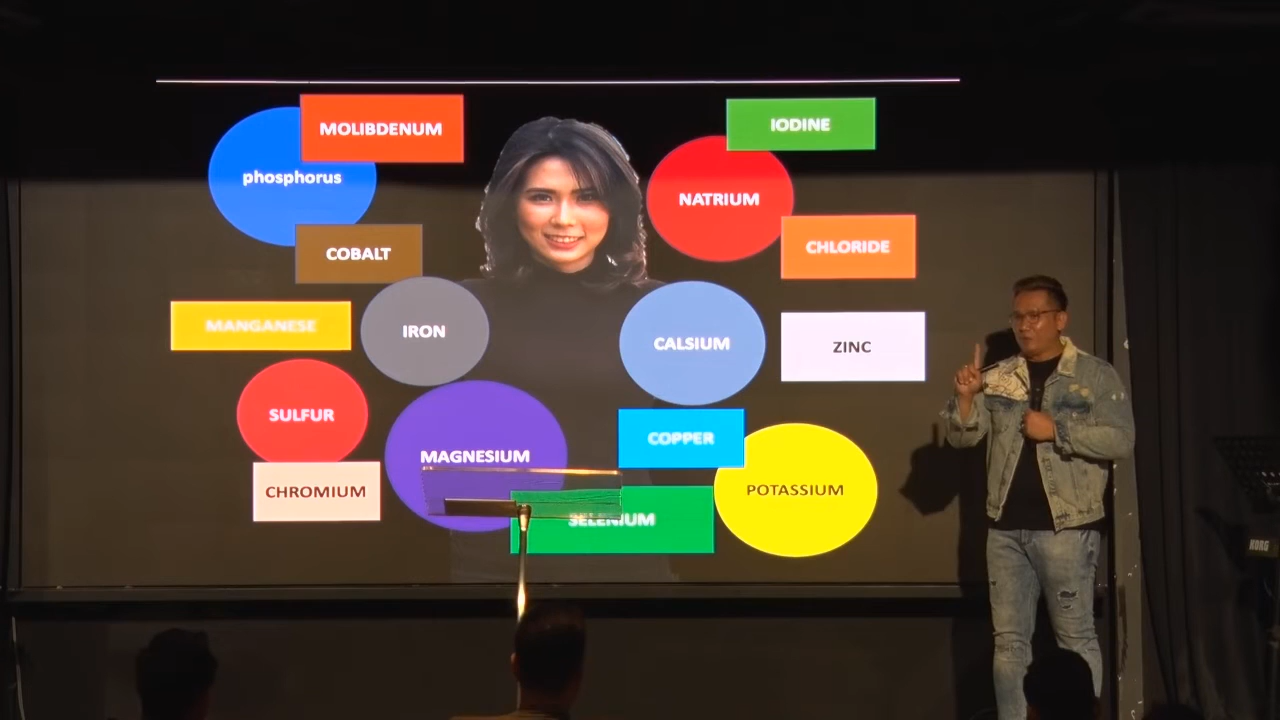 MOLIBDENUM
IODINE
phosphorus
NATRIUM
COBALT
CHLORIDE
MANGANESE
IRON
CALSIUM
ZINC
SULFUR
COPPER
MAGNESIUM
CHROMIUM
POTASSIUM
SELENIUM
KORG